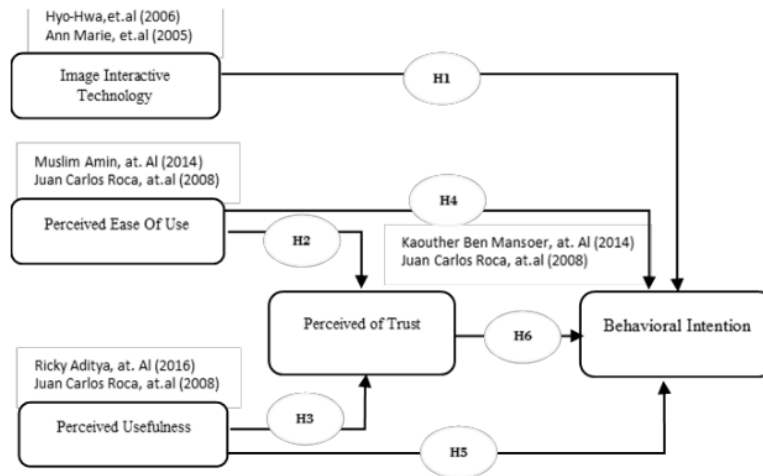 Hyo-Hwa,et.al (2006)
Ann Marie, et.al (2005)
Image Interactive
Technology
H1
Muslim Amin, at. Al (2014)
Juan Carlos Roca, at.al (2008)
Perceived Ease Of Use
H4
H2
Kaouther Ben Mansoer, at. Al (2014)
Juan Carlos Roca, at.al (2008)
Perceived of Trust
H6
Behavioral Intention
Ricky Aditya, at. Al (2016)
Juan Carlos Roca, at.al (2008)
Perceived Usefulness
H3
H5